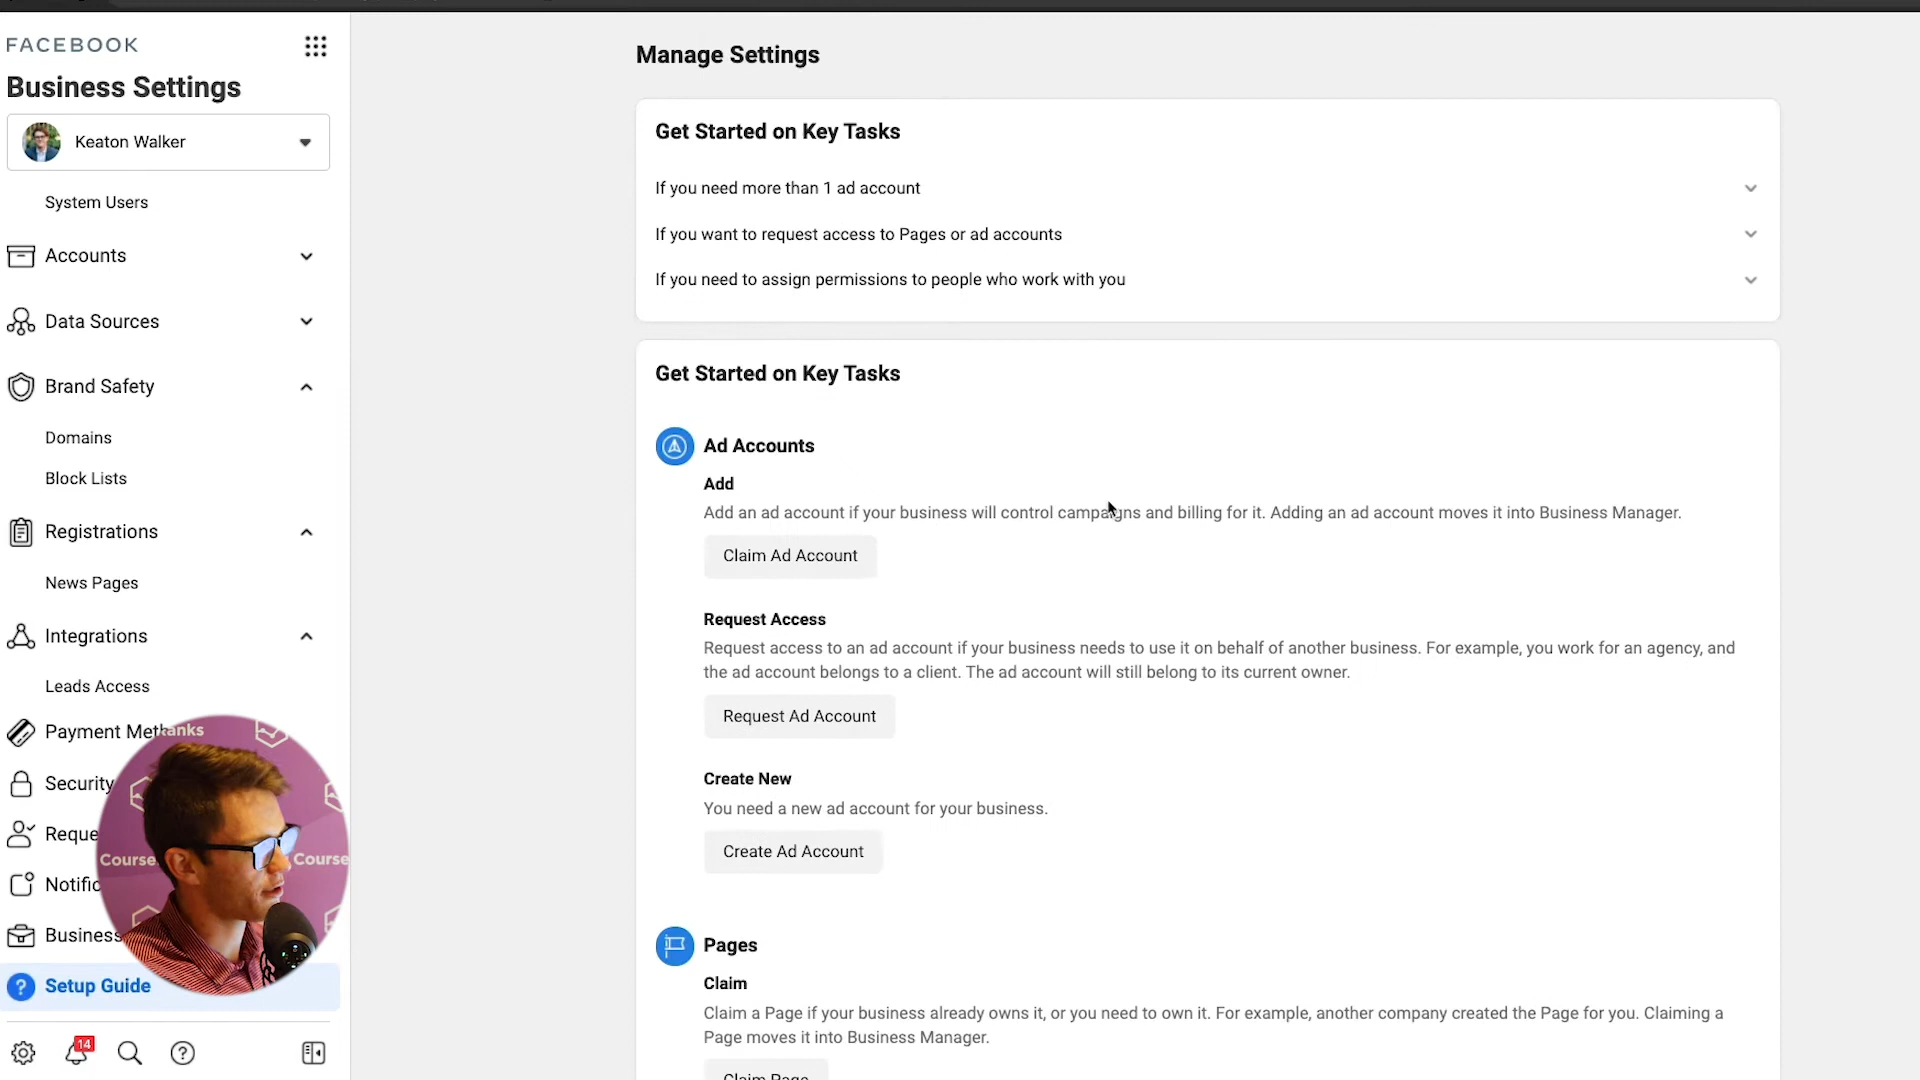 FACEBOOK
Business Settings
Keaton Walker
System Users
Accounts
Data Sources
Brand Safety
Domains
Block Lists
Registrations
News Pages
Integrations
Leads Access
Payment Met
Security
Reque
Notific
Business
Setup Guide
14
anks
Course
Course
Manage Settings
Get Started on Key Tasks
If you need more than 1 ad account
If you want to request access to Pages or ad accounts
If you need to assign permissions to people who work with you
Get Started on Key Tasks
Ad Accounts
Add
Add an ad account if your business will control campaigns and billing for it. Adding an ad account moves it into Business Manager.
Claim Ad Account
Request Access
Request access to an ad account if your business needs to use it on behalf of another business. For example, you work for an agency, and
the ad account belongs to a client. The ad account will still belong to its current owner.
Request Ad Account
Create New
You need a new ad account for your business.
Create Ad Account
Pages
Claim
Claim a Page if your business already owns it, or you need to own it. For example, another company created the Page for you. Claiming a
Page moves it into Business Manager.
Claim Page